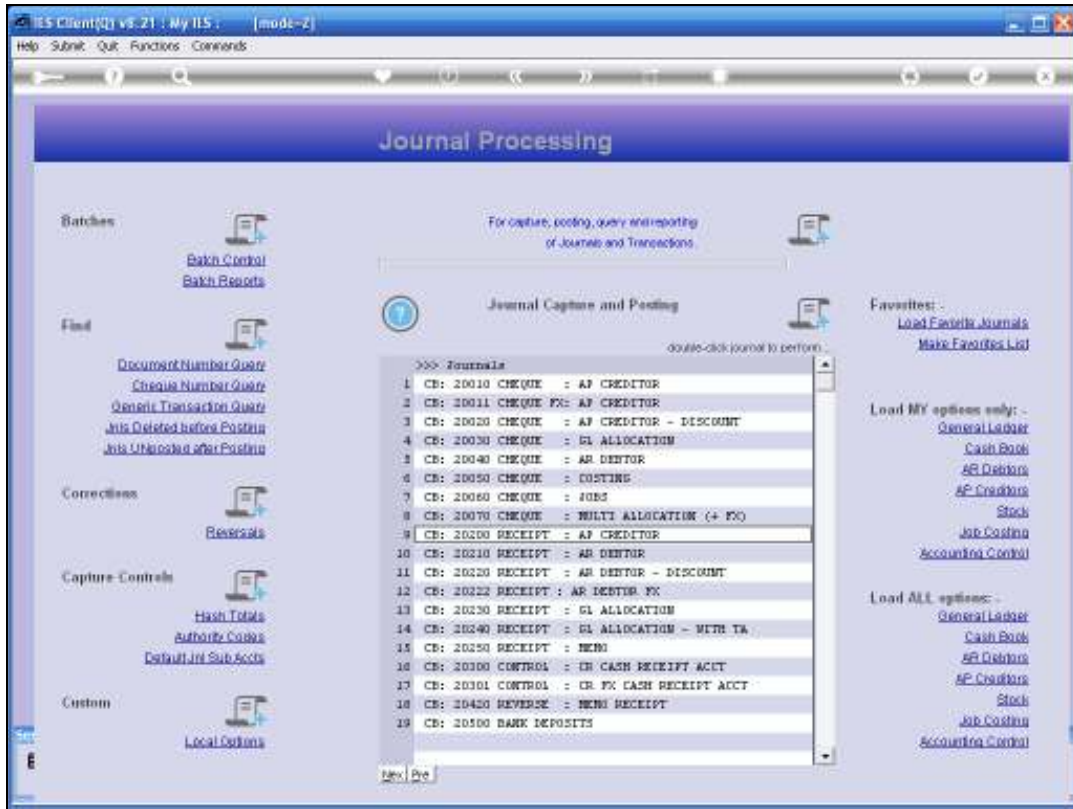 IES Client(Q) v8.21 : My IES : [mode=2]
Help Submit Quit Functions Commands
Journal Processing
Batches
Batch Control
Batch Reports
Find
Document Number Query
Cheque Number Query
Generic Transaction Query
Jnls Deleted before Posting
Jnls UNposted after Posting
Corrections
Reversals
Capture Controls
Hash Totals
Authority Codes
Default Jnl Sub Accts
Custom
Local Options
For capture, posting, query and reporting
of Journals and Transactions.
Journal Capture and Posting
double-click journal to perform ..
>>> Journals
1 CB: 20010 CHEQUE : AP CREDITOR
2 CB: 20011 CHEQUE FX: AP CREDITOR
3 CB: 20020 CHEQUE : AP CREDITOR - DISCOUNT
4 CB: 20030 CHEQUE : GL ALLOCATION
5 CB: 20040 CHEQUE : AR DEBTOR
6 CB: 20050 CHEQUE : COSTING
7 CB: 20060 CHEQUE : JOBS
8 CB: 20070 CHEQUE : MULTI ALLOCATION (+ FX)
9 CB: 20200 RECEIPT : AP CREDITOR
10 CB: 20210 RECEIPT : AR DEBTOR
11 CB: 20220 RECEIPT : AR DEBTOR - DISCOUNT
12 CB: 20222 RECEIPT : AR DEBTOR FX
13 CB: 20230 RECEIPT : GL ALLOCATION
14 CB: 20240 RECEIPT : GL ALLOCATION - WITH TA
15 CB: 20250 RECEIPT : MEMO
16 CB: 20300 CONTROL : CR CASH RECEIPT ACCT
17 CB: 20301 CONTROL : CR FX CASH RECEIPT ACCT
18 CB: 20420 REVERSE : MEMO RECEIPT
19 CB: 20500 BANK DEPOSITS
Nex Pre
Favorites: -
Load Favorite Journals
Make Favorites List
Load MY options only: -
General Ledger
Cash Book
AR Debtors
AP Creditors
Stock
Job Costing
Accounting Control
Load ALL options: -
General Ledger
Cash Book
AR Debtors
AP Creditors
Stock
Job Costing
Accounting Control